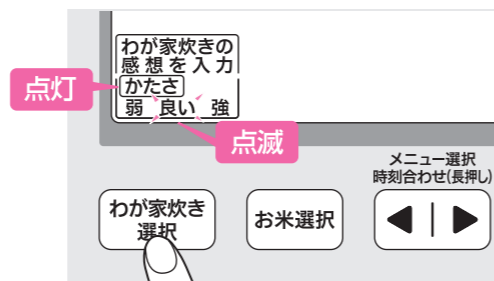 わが家炊きの
感想を入力
点灯
かたさ
弱 良い 強
点滅
メニュー選択
時刻合わせ(長押し)
わが家炊き
選択
お米選択